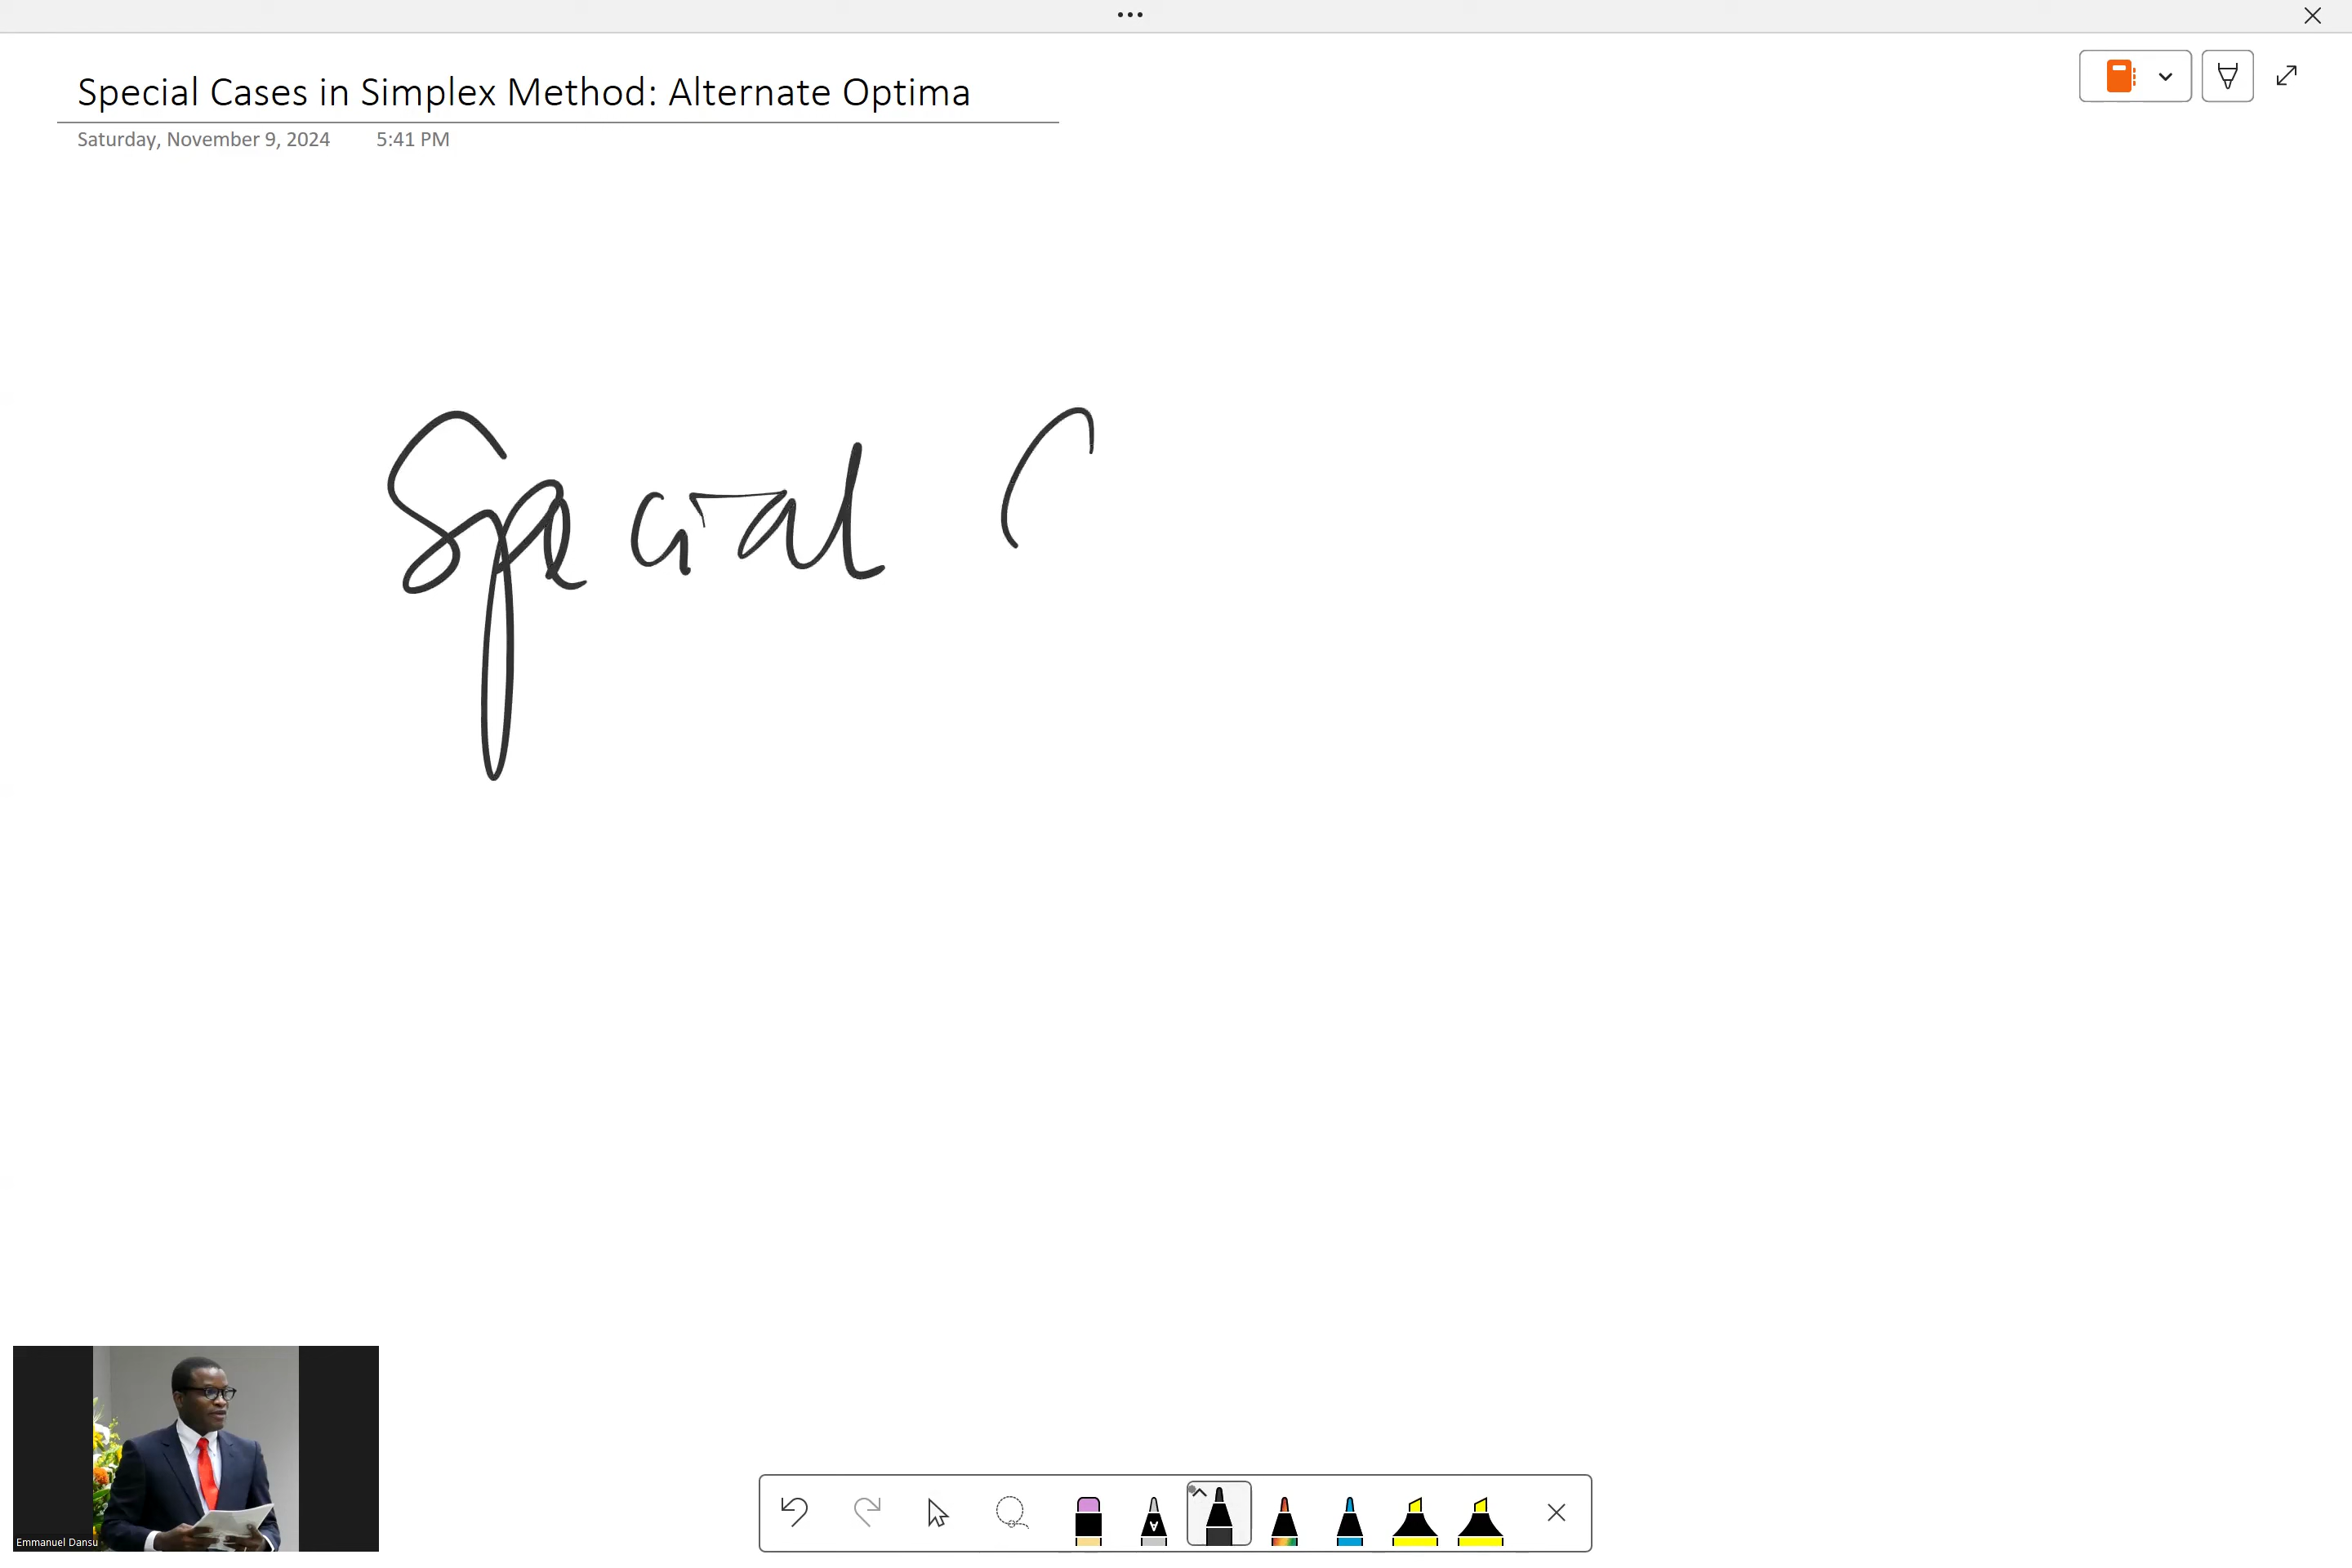 Special Cases in Simplex Method: Alternate Optima
Saturday, November 9, 2024 5:41 PM
Special C
Emmanuel Dansu